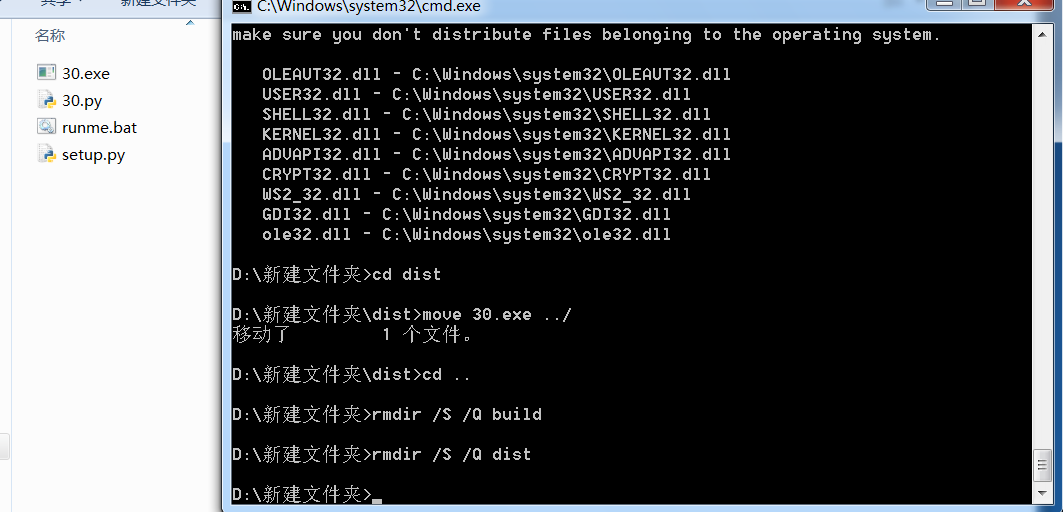 共享
新建文件夹
C:\Windows\system32\cmd.exe
名称
30.exe
30.py
runme.bat
setup.py
make sure you don't distribute files belonging to the operating system.
OLEAUT32.dll - C:\Windows\system32\OLEAUT32.dll
USER32.dll - C:\Windows\system32\USER32.dll
SHELL32.dll - C:\Windows\system32\SHELL32.dll
KERNEL32.dll - C:\Windows\system32\KERNEL32.dll
ADVAPI32.dll - C:\Windows\system32\ADVAPI32.dll
CRYPT32.dll - C:\Windows\system32\CRYPT32.dll
WS2_32.dll - C:\Windows\system32\WS2_32.dll
GDI32.dll - C:\Windows\system32\GDI32.dll
ole32.dll - C:\Windows\system32\ole32.dll
D:\新建文件夹>cd dist
D:\新建文件夹\dist>move 30.exe ../
移动了         1 个文件。
D:\新建文件夹\dist>cd ..
D:\新建文件夹>rmdir /S /Q build
D:\新建文件夹>rmdir /S /Q dist
D:\新建文件夹>